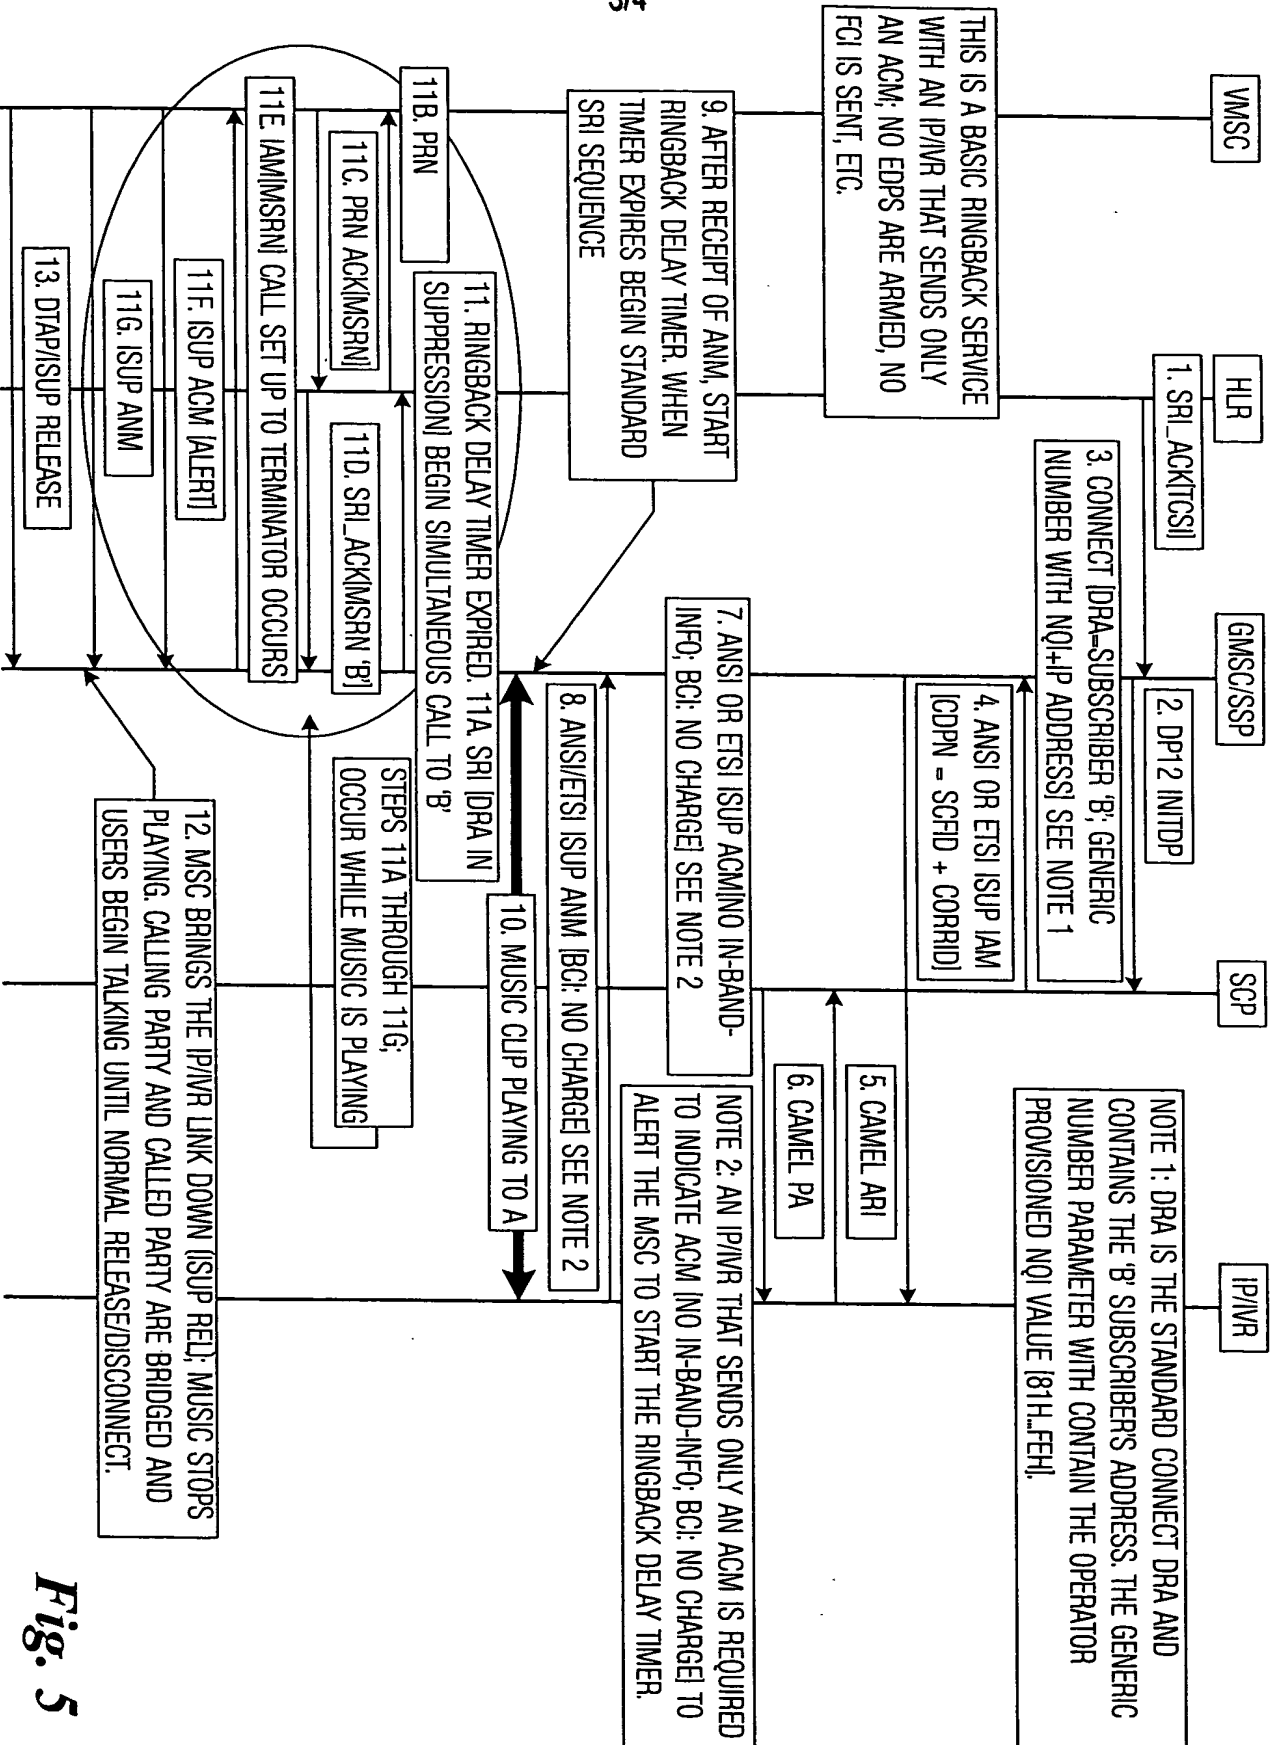 3/4
VMSC
HLR
GMSC/SSP
SCP
IP/IVR
1. SRI_ACK[TCSI]
2. DP12 INITDP
3. CONNECT [DRA=SUBSCRIBER 'B'; GENERIC
NUMBER WITH NQI+IP ADDRESS] SEE NOTE 1
NOTE 1: DRA IS THE STANDARD CONNECT DRA AND
CONTAINS THE 'B' SUBSCRIBER'S ADDRESS. THE GENERIC
NUMBER PARAMETER WITH CONTAIN THE OPERATOR
PROVISIONED NQI VALUE [81H...FEH].
THIS IS A BASIC RINGBACK SERVICE
WITH AN IP/IVR THAT SENDS ONLY
AN ACM; NO EDPS ARE ARMED, NO
FCI IS SENT, ETC.
4. ANSI OR ETSI ISUP IAM
[CDPN = SCFID + CORRID]
5. CAMEL ARI
6. CAMEL PA
7. ANSI OR ETSI ISUP ACM[NO IN-BAND-
INFO; BCI: NO CHARGE] SEE NOTE 2
NOTE 2: AN IP/IVR THAT SENDS ONLY AN ACM IS REQUIRED
TO INDICATE ACM [NO IN-BAND-INFO; BCI: NO CHARGE] TO
ALERT THE MSC TO START THE RINGBACK DELAY TIMER.
9. AFTER RECEIPT OF ANM, START
RINGBACK DELAY TIMER. WHEN
TIMER EXPIRES BEGIN STANDARD
SRI SEQUENCE
8. ANSI/ETSI ISUP ANM [BCI: NO CHARGE] SEE NOTE 2
10. MUSIC CLIP PLAYING TO A
11. RINGBACK DELAY TIMER EXPIRED. 11A. SRI [DRA IN
SUPPRESSION] BEGIN SIMULTANEOUS CALL TO 'B'
11B. PRN
11C. PRN ACK[MSRN]
11D. SRI_ACK[MSRN 'B']
STEPS 11A THROUGH 11G;
OCCUR WHILE MUSIC IS PLAYING
11E. IAM[MSRN] CALL SET UP TO TERMINATOR OCCURS
11F. ISUP ACM [ALERT]
11G. ISUP ANM
12. MSC BRINGS THE IP/IVR LINK DOWN (ISUP REL); MUSIC STOPS
PLAYING. CALLING PARTY AND CALLED PARTY ARE BRIDGED AND
USERS BEGIN TALKING UNTIL NORMAL RELEASE/DISCONNECT.
13. DTAP/ISUP RELEASE
Fig. 5